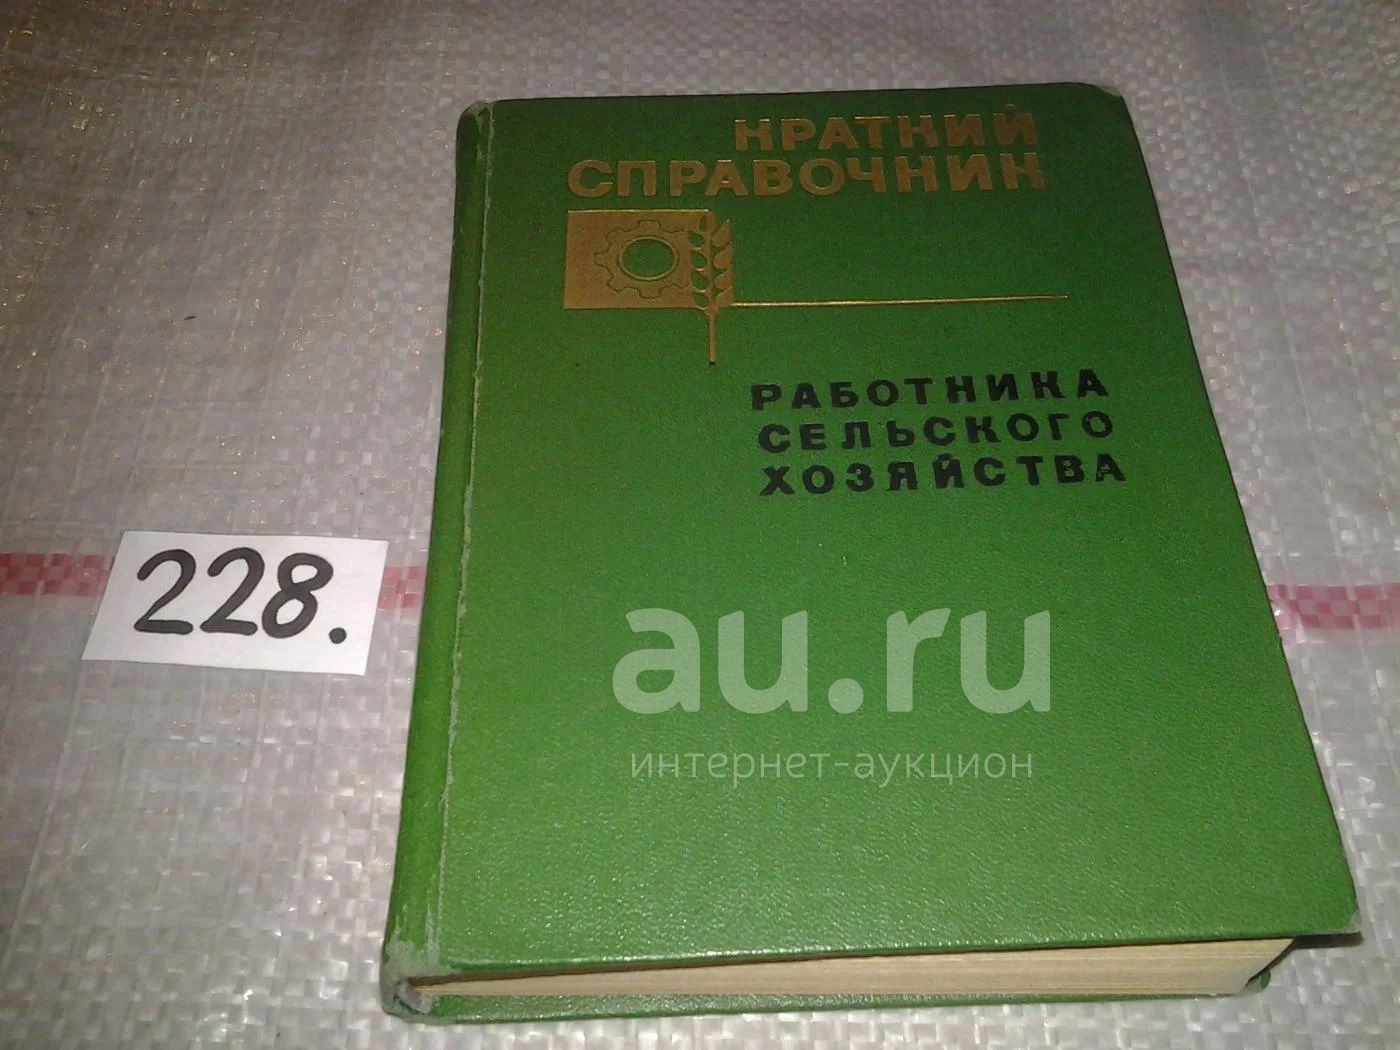 КРАТКИЙ
СПРАВОЧНИК
РАБОТНИКА
СЕЛЬСКОГО
ХОЗЯЙСТВА
228.
au.ru
интернет-аукцион